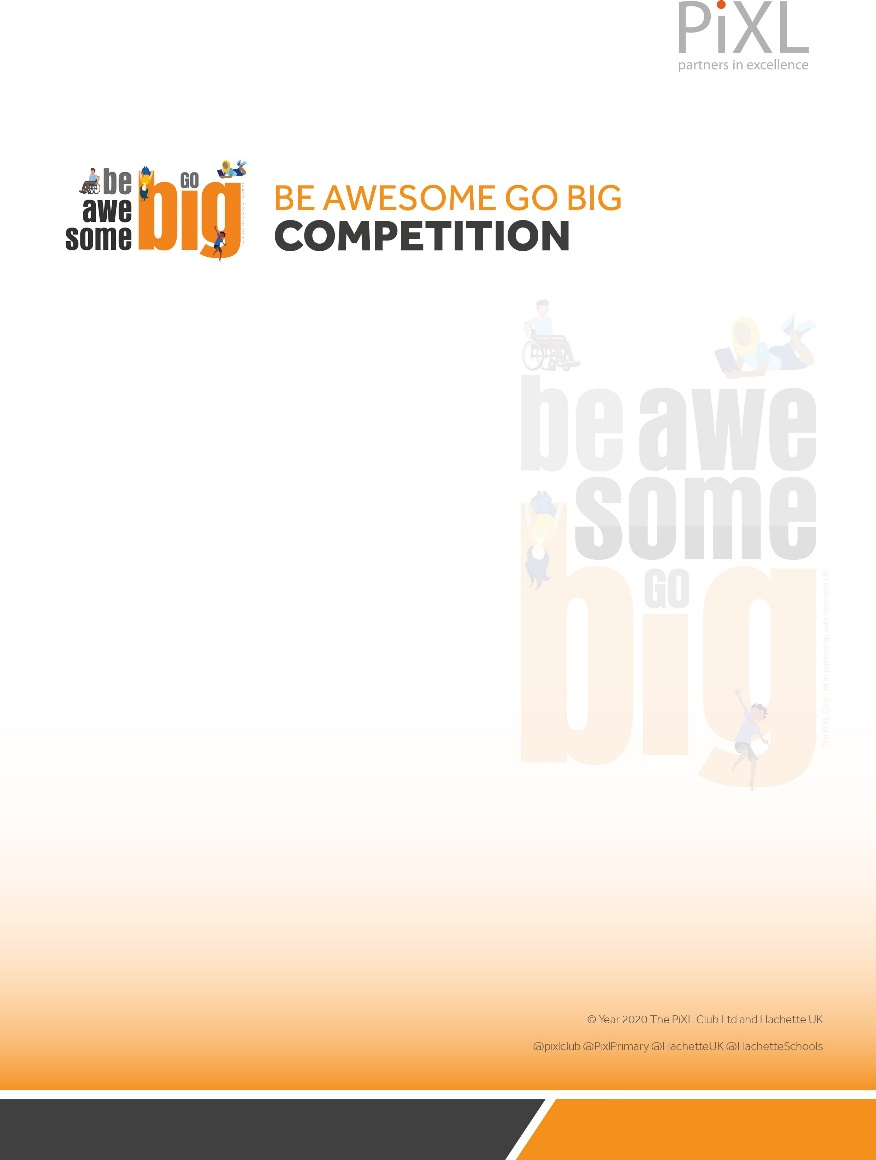 PiXL
partners in excellence
be
awe
some
GO
big
BE AWESOME GO BIG
COMPETITION
be awe
some
GO
big
© Year 2020 The PiXL Club Ltd and Hachette UK
@pixlclub @PixlPrimary @HachetteUK @HachetteSchools